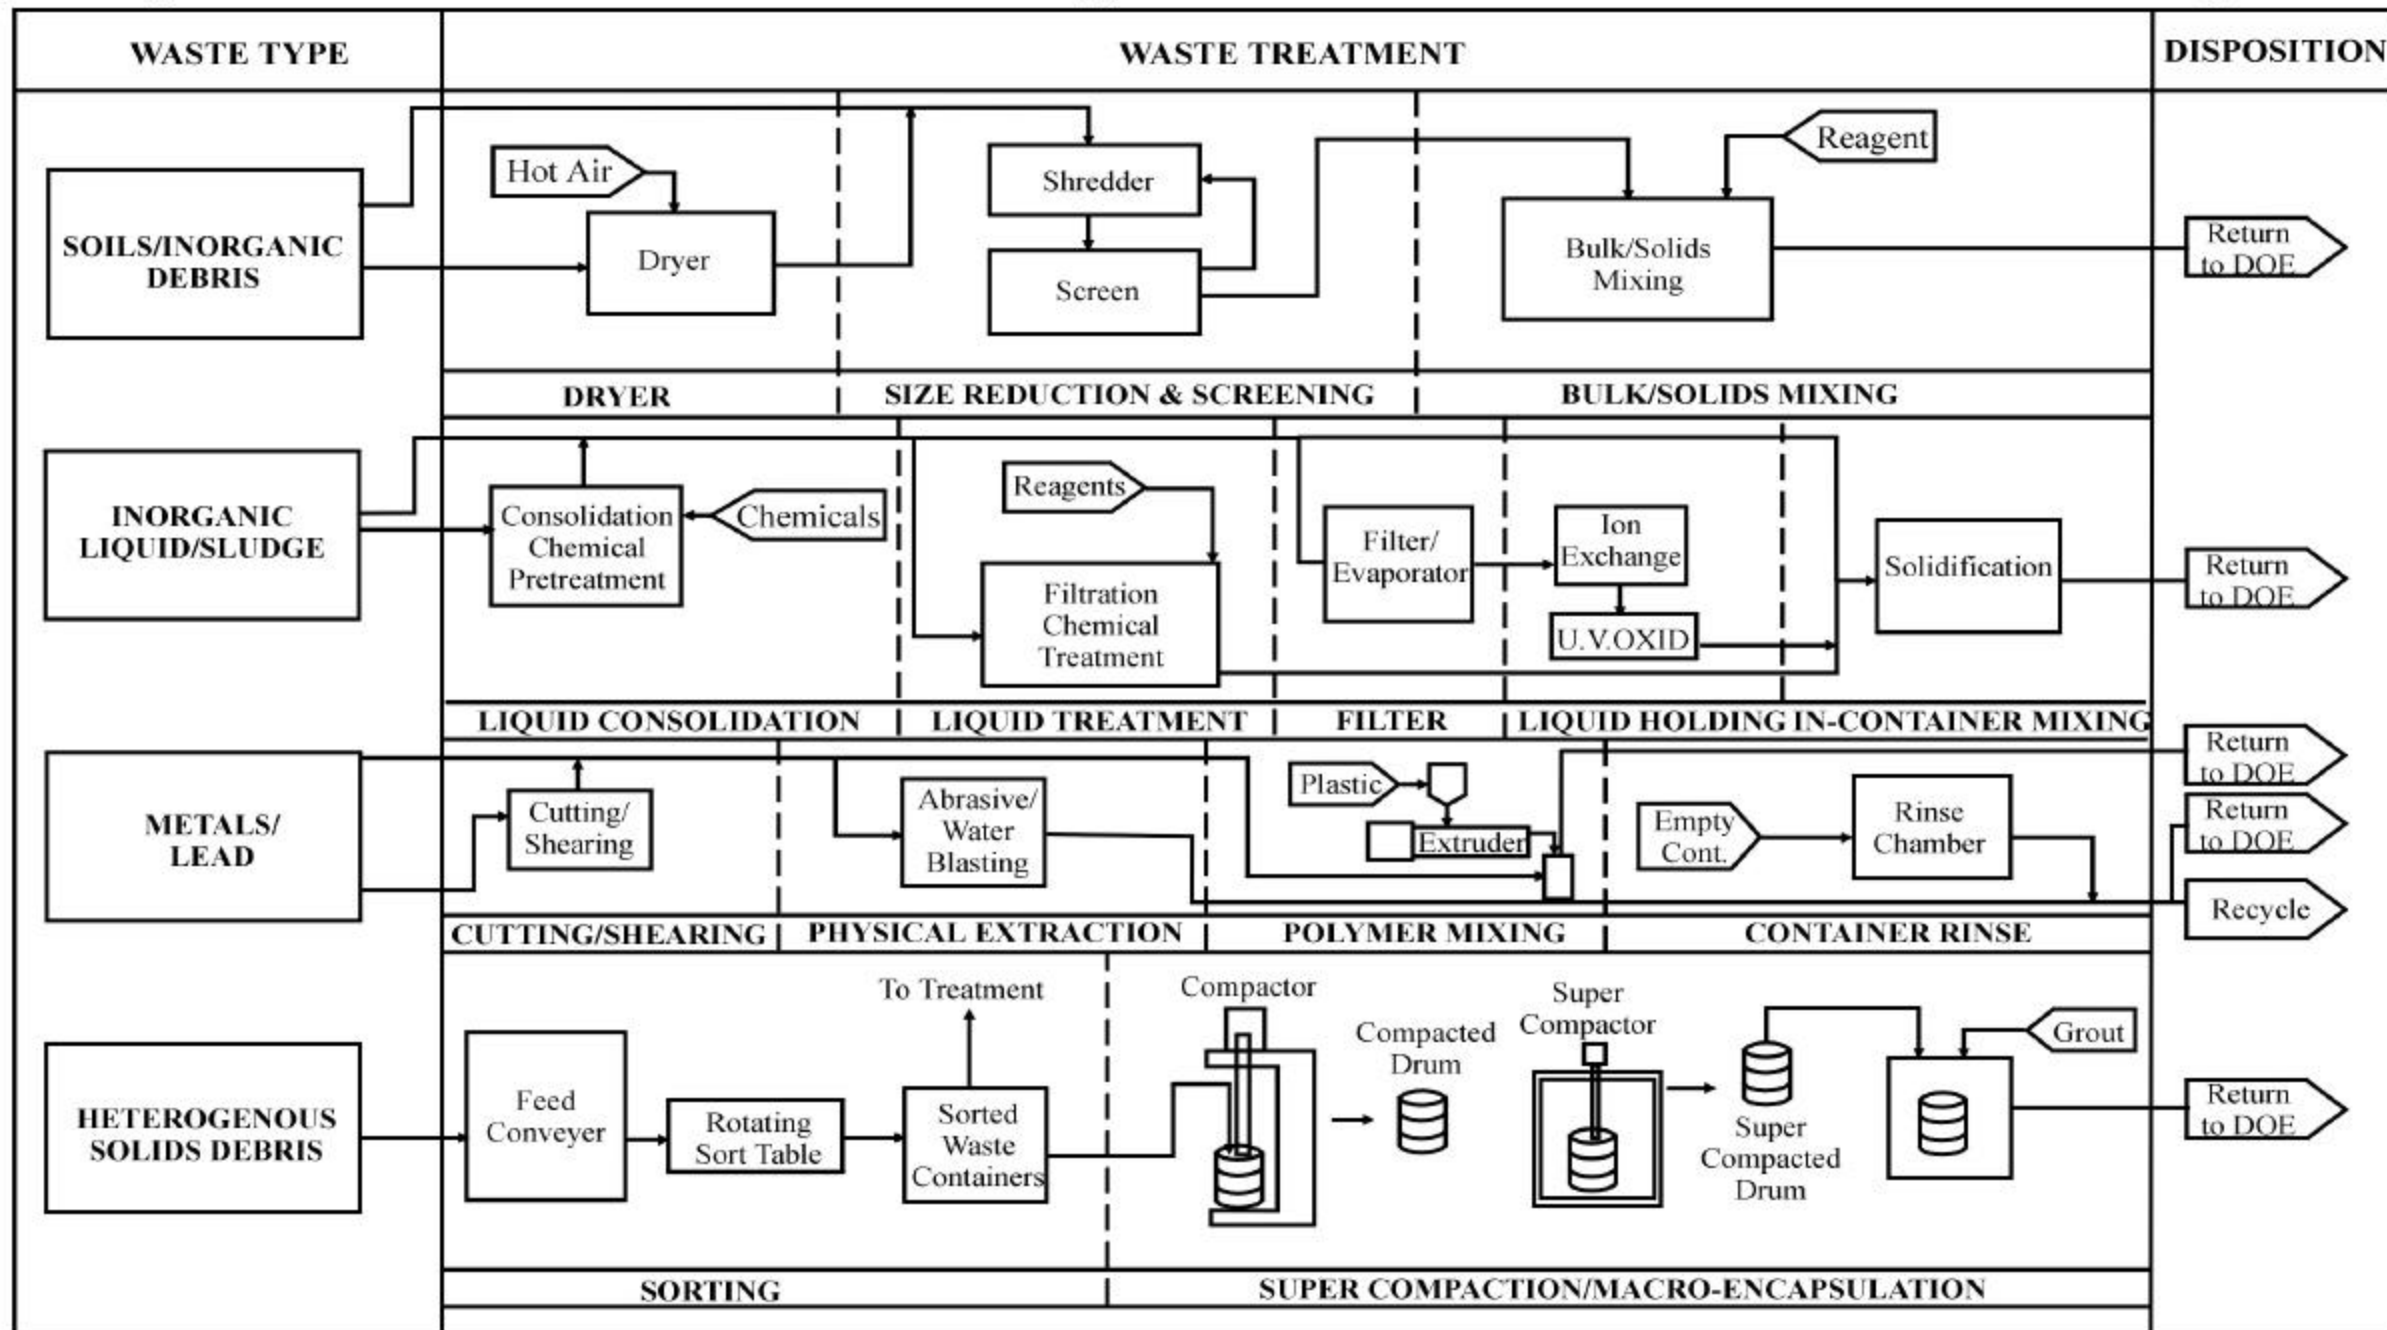 WASTE TYPE
WASTE TREATMENT
DISPOSITION
SOILS/INORGANIC
DEBRIS
Hot Air
Dryer
Shredder
Screen
Reagent
Bulk/Solids
Mixing
Return
to DOE
DRYER
SIZE REDUCTION & SCREENING
BULK/SOLIDS MIXING
INORGANIC
LIQUID/SLUDGE
Consolidation
Chemical
Pretreatment
Chemicals
Reagents
Filtration
Chemical
Treatment
Filter/
Evaporator
Ion
Exchange
U.V.OXID
Solidification
Return
to DOE
LIQUID CONSOLIDATION
LIQUID TREATMENT
FILTER
LIQUID HOLDING
IN-CONTAINER MIXING
METALS/
LEAD
Cutting/
Shearing
Abrasive/
Water
Blasting
Plastic
Extruder
Empty
Cont.
Rinse
Chamber
Return
to DOE
Return
to DOE
Recycle
CUTTING/SHEARING
PHYSICAL EXTRACTION
POLYMER MIXING
CONTAINER RINSE
HETEROGENOUS
SOLIDS DEBRIS
Feed
Conveyer
Rotating
Sort Table
To Treatment
Sorted
Waste
Containers
Compactor
Compacted
Drum
Super
Compactor
Super
Compacted
Drum
Grout
Return
to DOE
SORTING
SUPER COMPACTION/MACRO-ENCAPSULATION